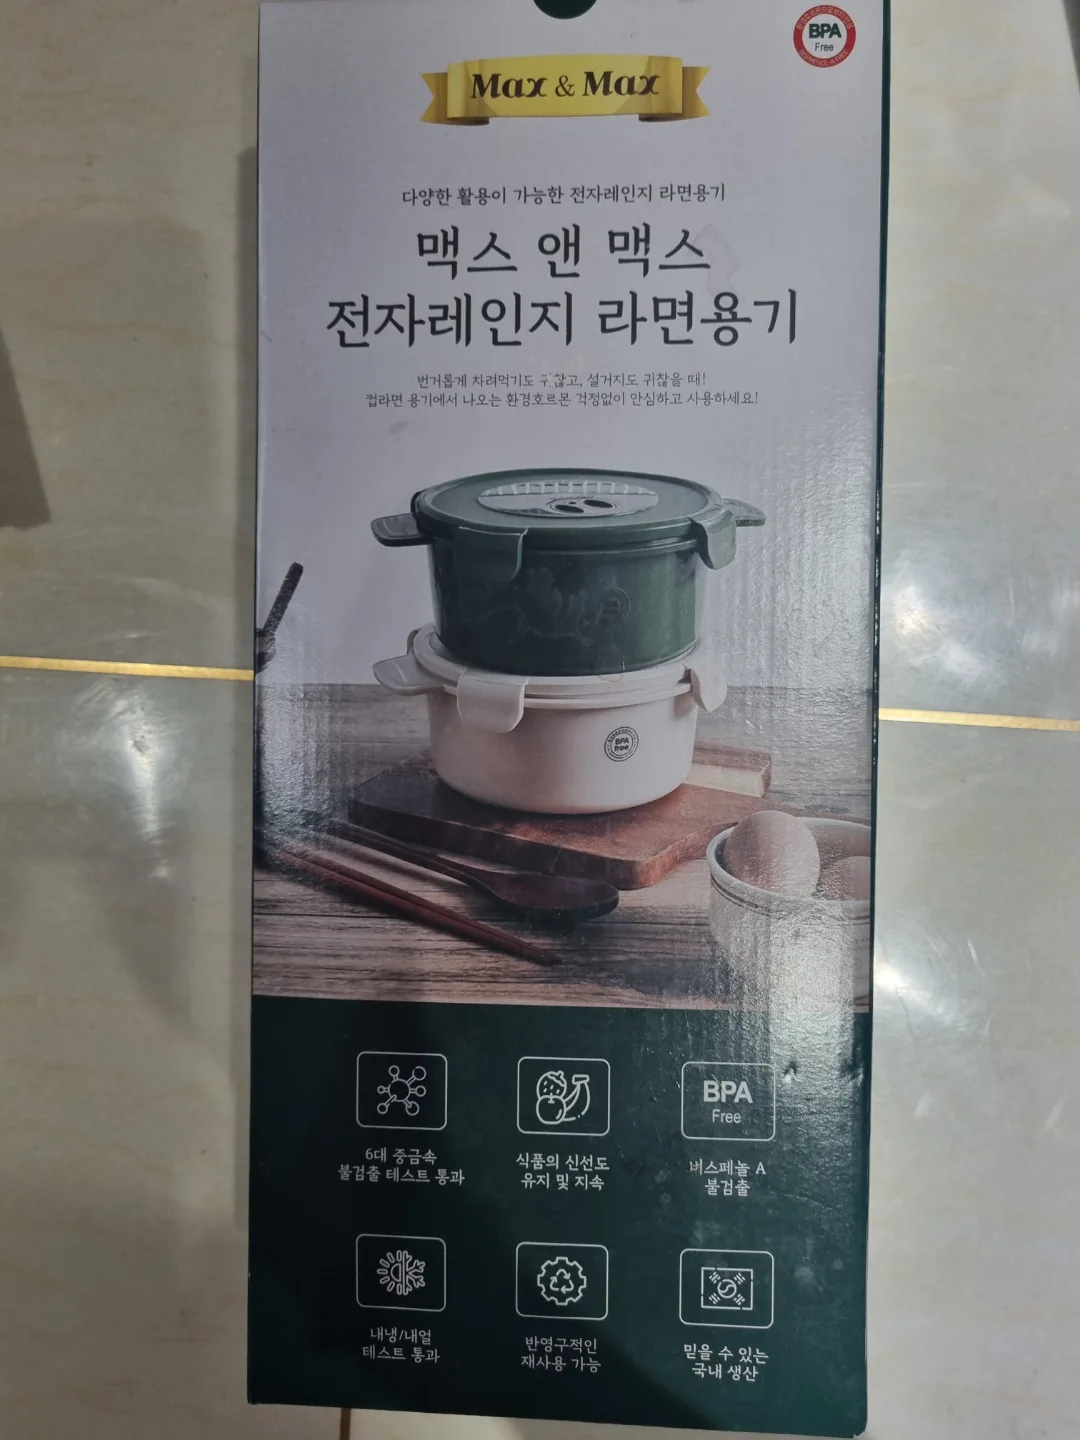 BPA
Free
Max & Max
다양한 활용이 가능한 전자레인지 라면용기
맥스 앤 맥스
전자레인지 라면용기
번거롭게 차려먹기도 귀찮고, 설거지도 귀찮을 때!
컵라면 용기에서 나오는 환경호르몬 걱정없이 안심하고 사용하세요!
BPA
free
BPA
Free
6대 중금속
불검출 테스트 통과
식품의 신선도
유지 및 지속
비스페놀 A
불검출
내냉/내열
테스트 통과
반영구적인
재사용 가능
믿을 수 있는
국내 생산